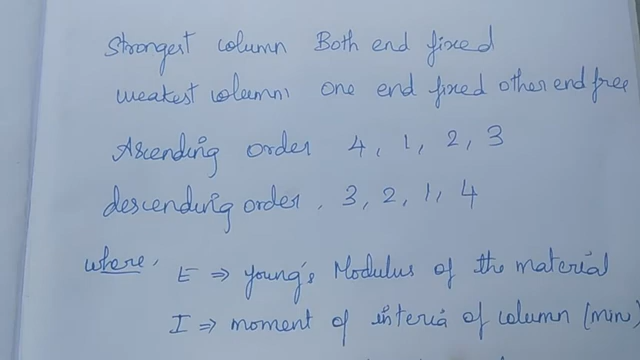 Strongest column Both end fixed
weakest column: one end fixed other end free
Ascending order 4, 1, 2, 3
descending order, 3, 2, 1, 4
where, E ⇒ young's Modulus of the material
I ⇒ moment of interia of column (min)